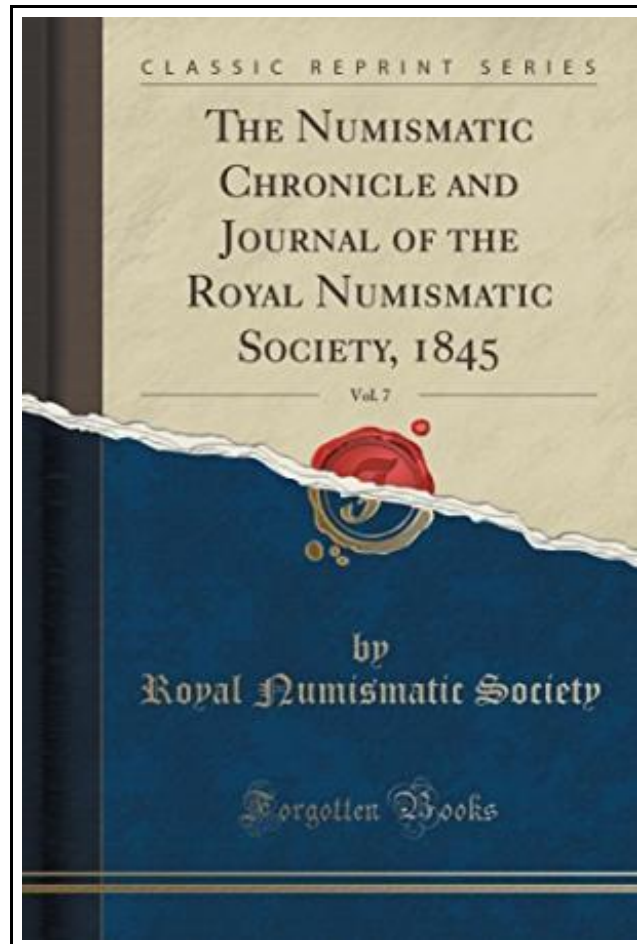 CLASSIC REPRINT SERIES
THE NUMISMATIC
CHRONICLE AND
JOURNAL OF THE
ROYAL NUMISMATIC
SOCIETY, 1845
Vol. 7
by
Royal Numismatic Society
Forgotten Books